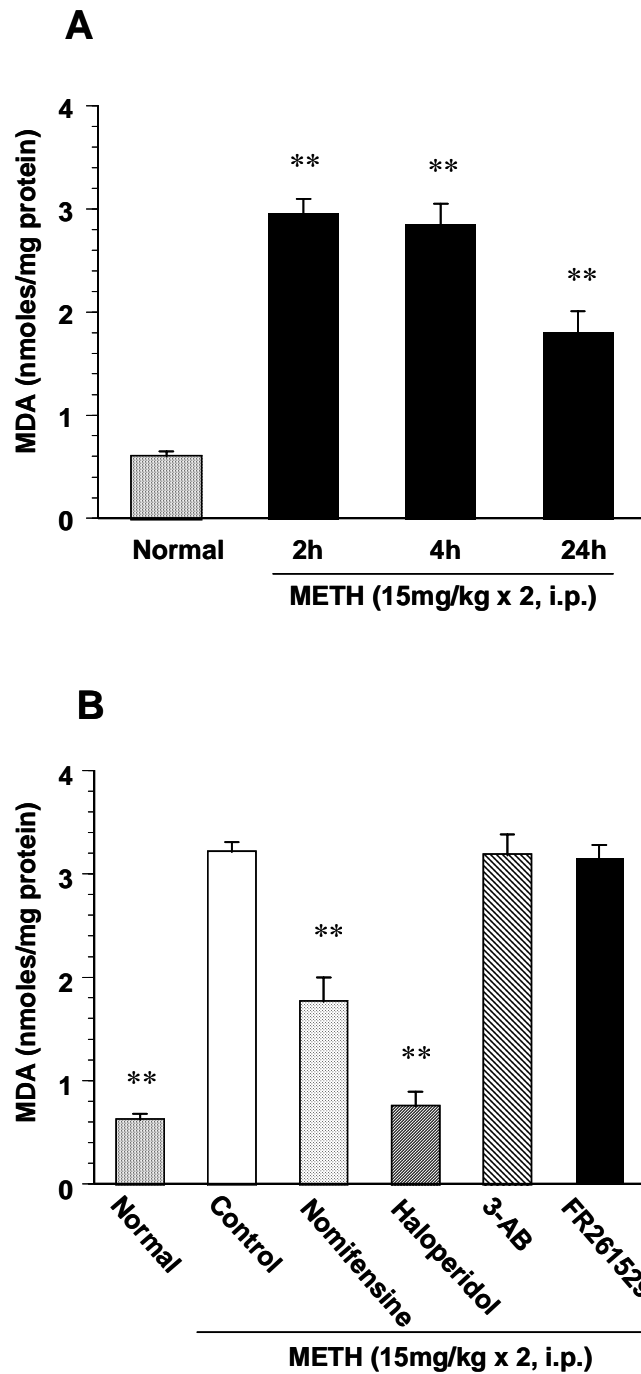 A
MDA (nmoles/mg protein)
4
3
2
1
0
**
**
**
Normal 2h 4h 24h
METH (15mg/kg x 2, i.p.)
B
MDA (nmoles/mg protein)
4
3
2
1
0
**
**
**
Normal Control Nomifensine Haloperidol 3-AB FR261529
METH (15mg/kg x 2, i.p.)